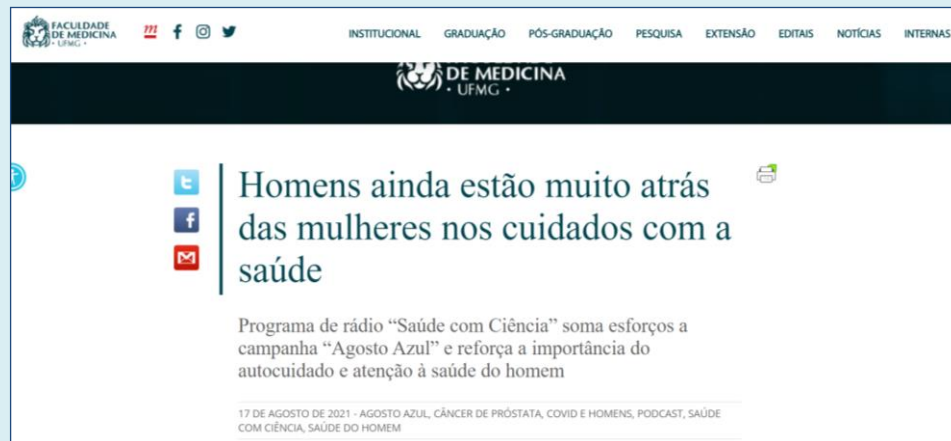 FACULDADE
DE MEDICINA
• UFMG •
m
INSTITUCIONAL GRADUAÇÃO PÓS-GRADUAÇÃO PESQUISA EXTENSÃO EDITAIS NOTÍCIAS INTERNAS
DE MEDICINA
• UFMG •
Homens ainda estão muito atrás
das mulheres nos cuidados com a
saúde
Programa de rádio “Saúde com Ciência” soma esforços a
campanha “Agosto Azul” e reforça a importância do
autocuidado e atenção à saúde do homem
17 DE AGOSTO DE 2021 - AGOSTO AZUL, CÂNCER DE PRÓSTATA, COVID E HOMENS, PODCAST, SAÚDE
COM CIÊNCIA, SAÚDE DO HOMEM